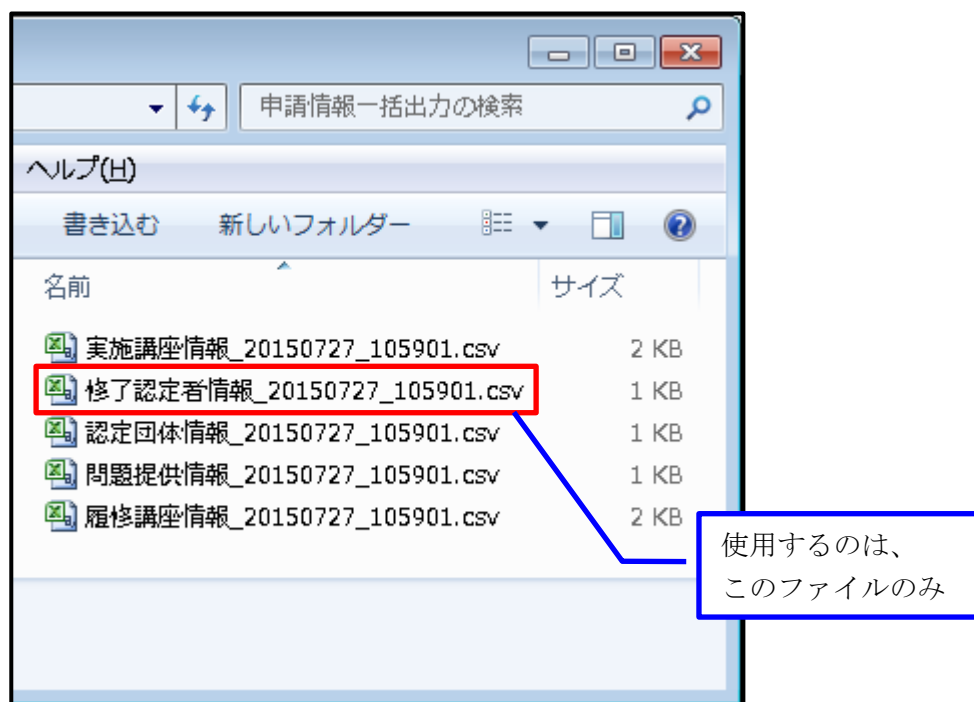 申請情報一括出力の検索
ヘルプ(H)
書き込む 新しいフォルダー
名前 サイズ
実施講座情報_20150727_105901.csv 2 KB
修了認定者情報_20150727_105901.csv 1 KB
認定団体情報_20150727_105901.csv 1 KB
問題提供情報_20150727_105901.csv 1 KB
履修講座情報_20150727_105901.csv 2 KB
使用するのは、
このファイルのみ